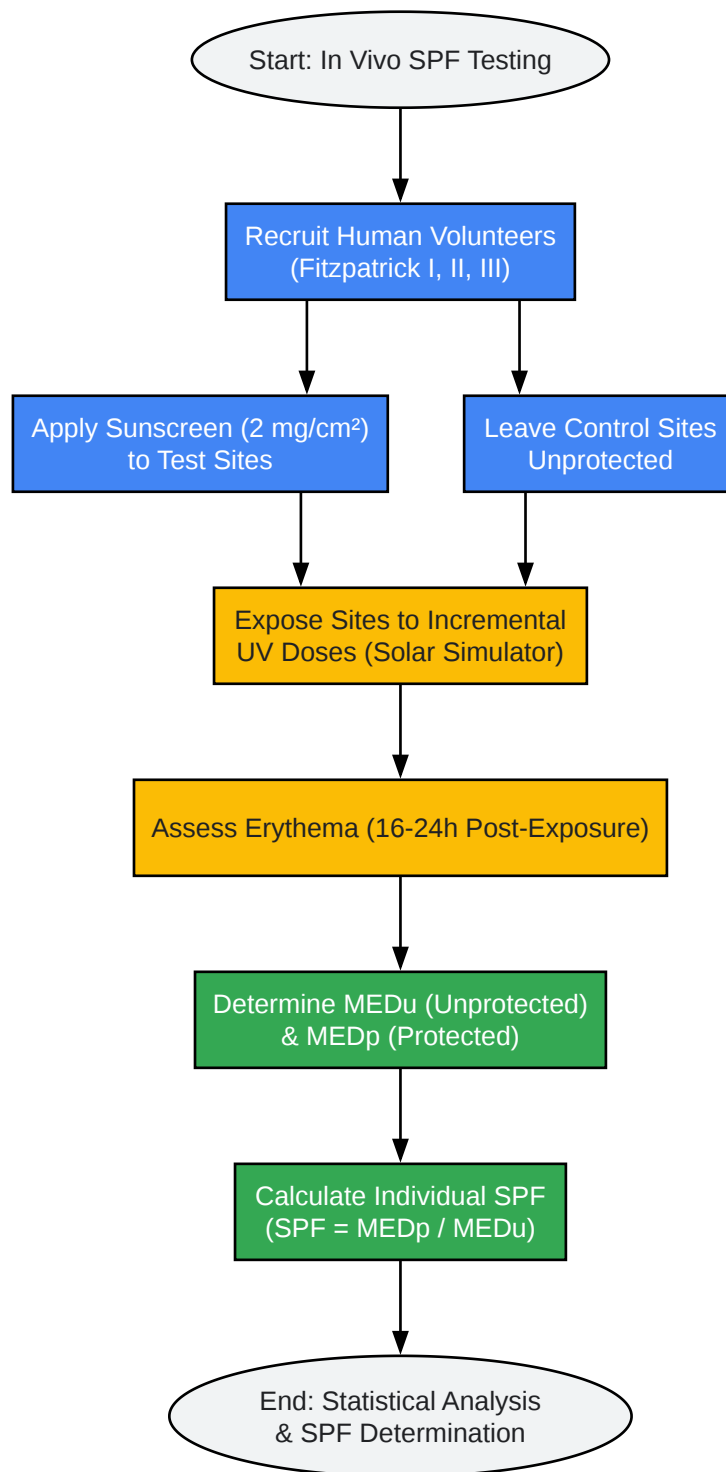 Start: In Vivo SPF Testing
Recruit Human Volunteers
(Fitzpatrick I, II, III)
Apply Sunscreen (2 mg/cm²)
to Test Sites
Leave Control Sites
Unprotected
Expose Sites to Incremental
UV Doses (Solar Simulator)
Assess Erythema (16-24h Post-Exposure)
Determine MEDu (Unprotected)
& MEDp (Protected)
Calculate Individual SPF
(SPF = MEDp / MEDu)
End: Statistical Analysis
& SPF Determination